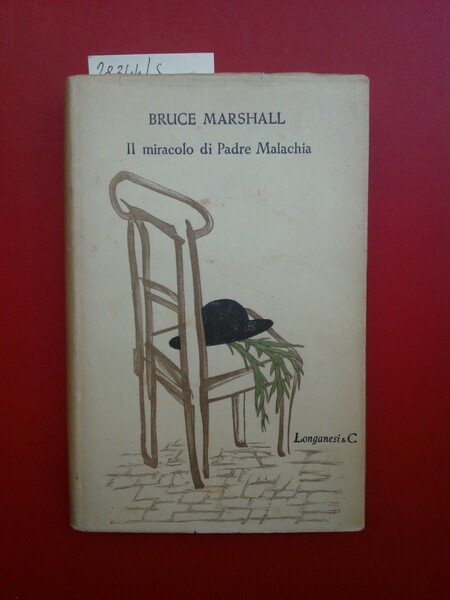 28344/S
BRUCE MARSHALL
Il miracolo di Padre Malachia
Longanesi & C.